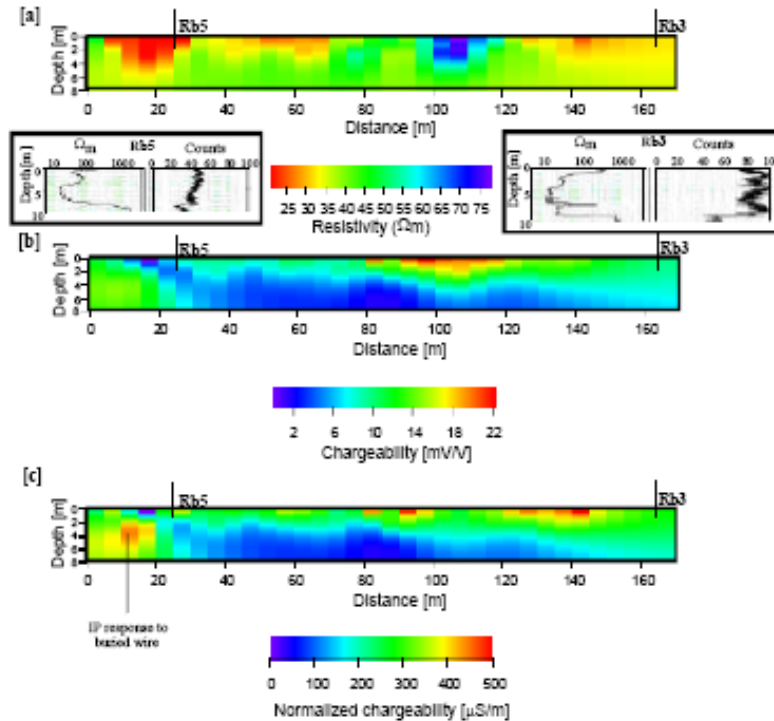 [a]
Rb5 Rb3
Depth [m]
0 2 4 6 8
0 20 40 60 80 100 120 140 160
Distance [m]
Ωm Rb5 Counts
10 100 1000 0 40 100
Depth [m]
0 5 10
25 30 35 40 45 50 55 60 65 70 75
Resistivity (Ωm)
Ωm Rb3 Counts
10 100 1000 0 40 80 100
Depth [m]
0 5 10
[b]
Rb5 Rb3
Depth [m]
0 2 4 6 8
0 20 40 60 80 100 120 140 160
Distance [m]
2 6 10 14 18 22
Chargeability [mV/V]
[c]
Rb5 Rb3
Depth [m]
0 2 4 6 8
0 20 40 60 80 100 120 140 160
Distance [m]
IP response to
buried wire
0 100 200 300 400 500
Normalized chargeability [µS/m]